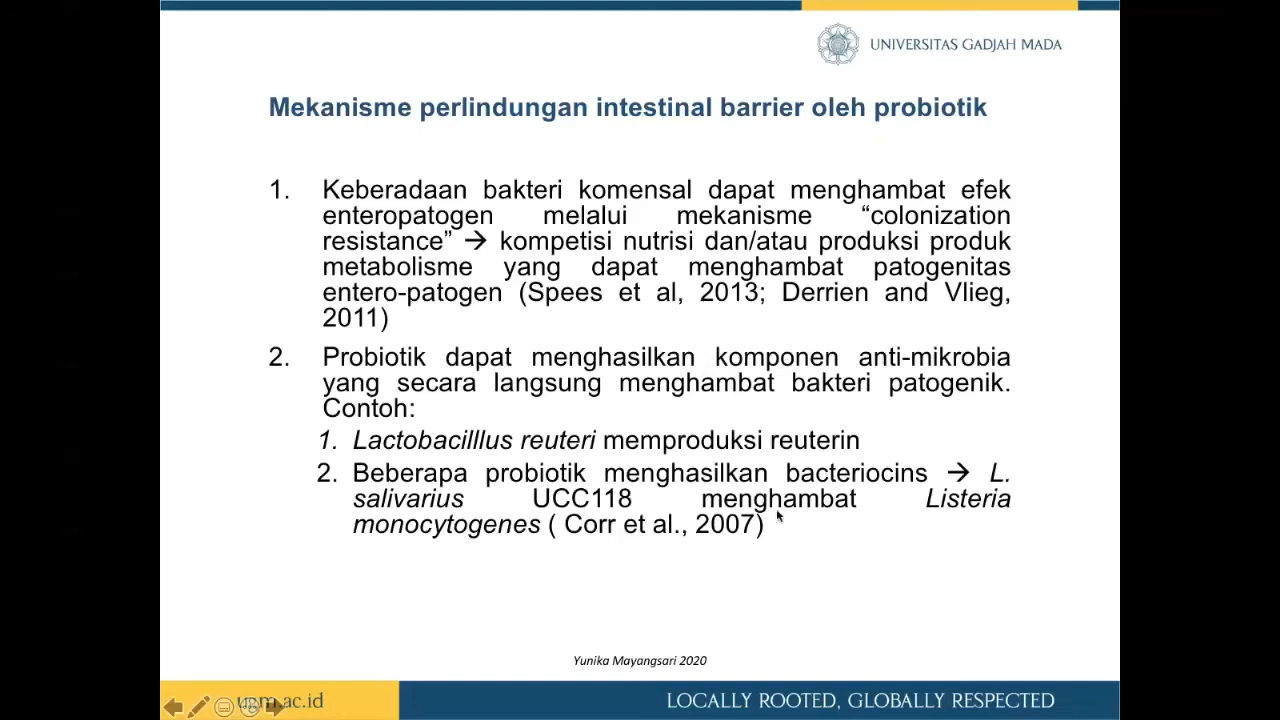 UNIVERSITAS GADJAH MADA
Mekanisme perlindungan intestinal barrier oleh probiotik
1. Keberadaan bakteri komensal dapat menghambat efek
enteropatogen melalui mekanisme “colonization
resistance” → kompetisi nutrisi dan/atau produksi produk
metabolisme yang dapat menghambat patogenitas
entero-patogen (Spees et al, 2013; Derrien and Vlieg,
2011)
2. Probiotik dapat menghasilkan komponen anti-mikrobia
yang secara langsung menghambat bakteri patogenik.
Contoh:
1. Lactobacilllus reuteri memproduksi reuterin
2. Beberapa probiotik menghasilkan bacteriocins → L.
salivarius UCC118 menghambat Listeria
monocytogenes ( Corr et al., 2007)
Yunika Mayangsari 2020
ugm.ac.id
LOCALLY ROOTED, GLOBALLY RESPECTED